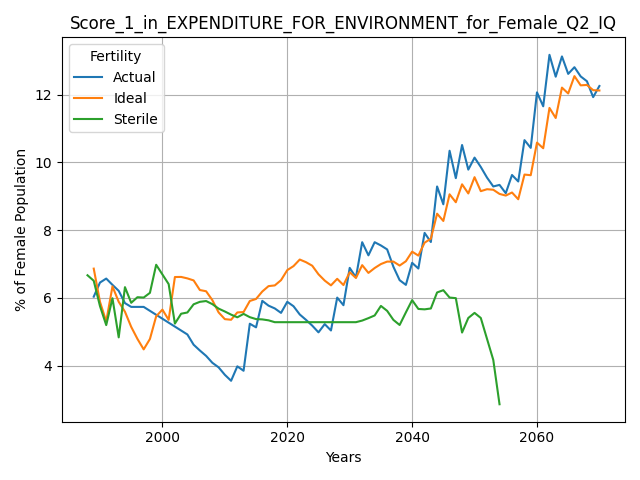 Score_1_in_EXPENDITURE_FOR_ENVIRONMENT_for_Female_Q2_IQ
Fertility
Actual
Ideal
Sterile
% of Female Population
12
10
8
6
4
2000
2020
2040
2060
Years